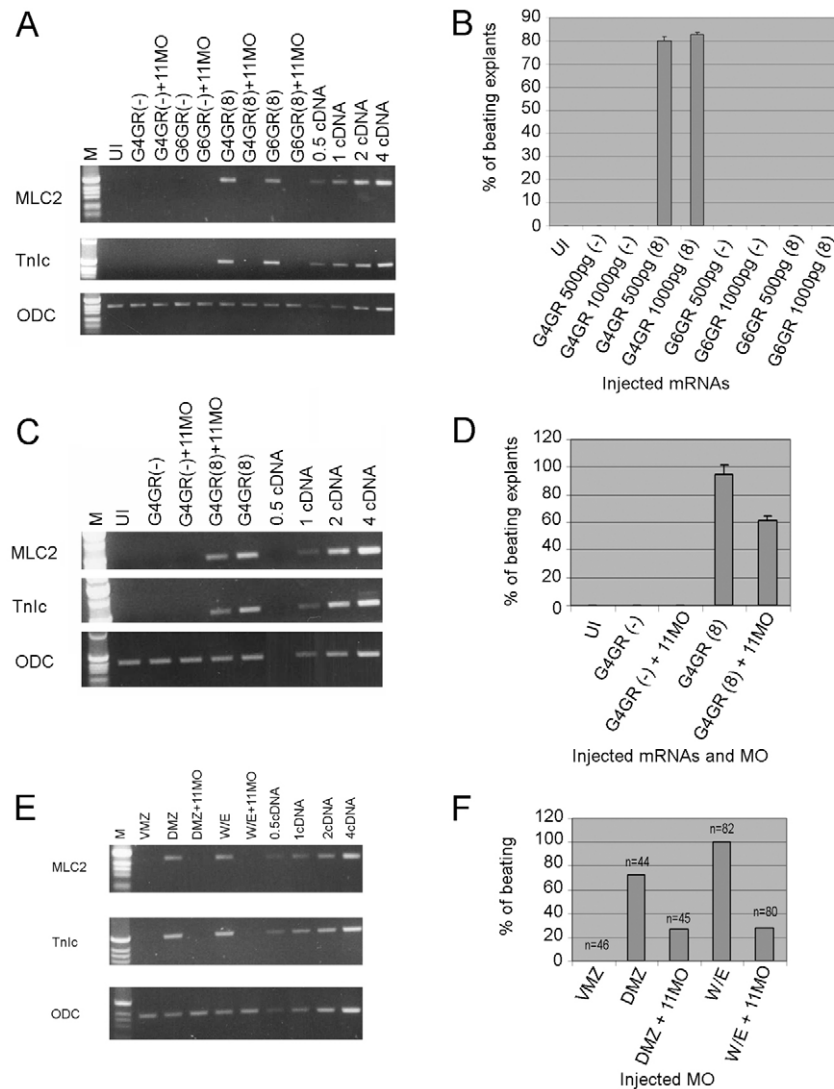 A
M
UI
G4GR(-)
G4GR(-)+11MO
G6GR(-)
G6GR(-)+11MO
G4GR(8)
G4GR(8)+11MO
G6GR(8)
G6GR(8)+11MO
0.5 cDNA
1 cDNA
2 cDNA
4 cDNA
MLC2
TnIc
ODC
B
% of beating explants
90
80
70
60
50
40
30
20
10
0
UI
G4GR 500pg (-)
G4GR 1000pg (-)
G4GR 500pg (8)
G4GR 1000pg (8)
G6GR 500pg (-)
G6GR 1000pg (-)
G6GR 500pg (8)
G6GR 1000pg (8)
Injected mRNAs
C
M
UI
G4GR(-)
G4GR(-)+11MO
G4GR(8)+11MO
G4GR(8)
0.5 cDNA
1 cDNA
2 cDNA
4 cDNA
MLC2
TnIc
ODC
D
% of beating explants
120
100
80
60
40
20
0
UI
G4GR (-)
G4GR (-) + 11MO
G4GR (8)
G4GR (8) + 11MO
Injected mRNAs and MO
E
M
VMZ
DMZ
DMZ+11MO
W/E
W/E+11MO
0.5cDNA
1cDNA
2cDNA
4cDNA
MLC2
TnIc
ODC
F
% of beating
120
100
80
60
40
20
0
n=46
n=44
n=45
n=82
n=80
VMZ
DMZ
DMZ + 11MO
W/E
W/E + 11MO
Injected MO